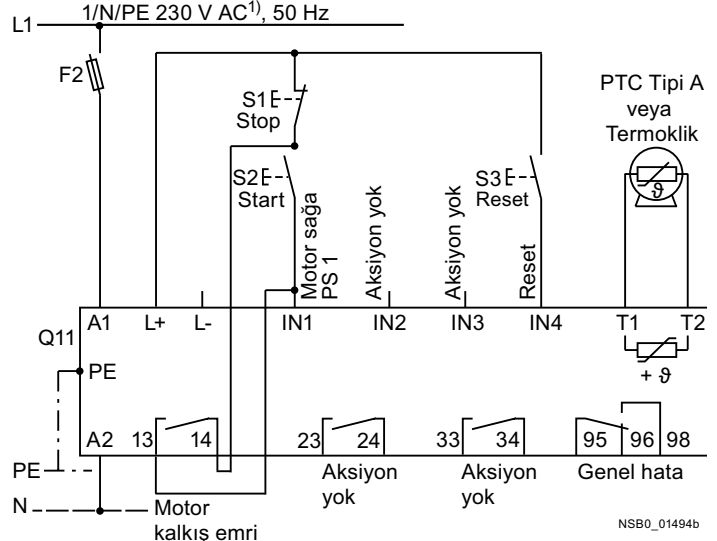 L1 1/N/PE 230 V AC1), 50 Hz
F2
S1
Stop
PTC Tipi A
veya
Termoklik
ϑ
S2
Start
S3
Reset
Motor sağa
PS 1
Aksiyon yok
Aksiyon yok
Reset
Q11
A1 L+ L- IN1 IN2 IN3 IN4 T1 T2
PE
+ ϑ
A2 13 14 23 24 33 34 95 96 98
PE
N
Motor
kalkış emri
Aksiyon
yok
Aksiyon
yok
Genel hata
NSB0_01494b